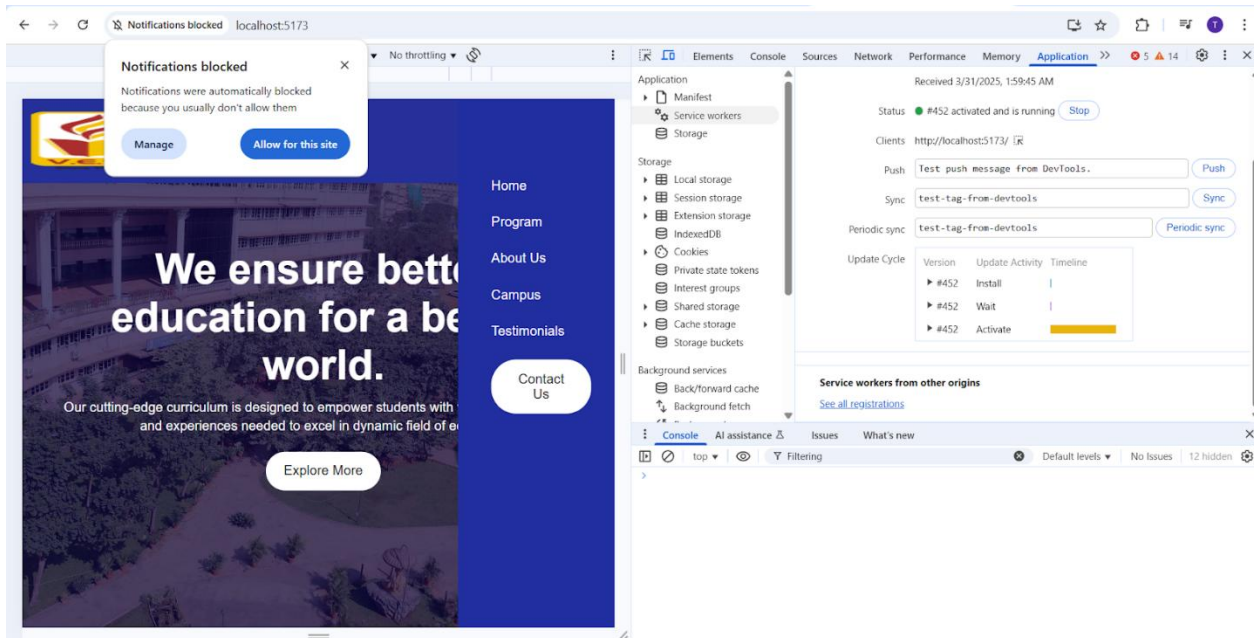 Notifications blocked localhost:5173
T
Notifications blocked
Notifications were automatically blocked
because you usually don't allow them
Manage Allow for this site
No throttling
Home
Program
About Us
Campus
Testimonials
Contact
Us
We ensure bett
education for a be
world.
Our cutting-edge curriculum is designed to empower students with
and experiences needed to excel in dynamic field of e
Explore More
Elements Console Sources Network Performance Memory Application 5 14
Application
Manifest
Service workers
Storage
Storage
Local storage
Session storage
Extension storage
IndexedDB
Cookies
Private state tokens
Interest groups
Shared storage
Cache storage
Storage buckets
Background services
Back/forward cache
Background fetch
Received 3/31/2025, 1:59:45 AM
Status #452 activated and is running Stop
Clients http://localhost:5173/
Push Test push message from DevTools. Push
Sync test-tag-from-devtools Sync
Periodic sync test-tag-from-devtools Periodic sync
Update Cycle Version Update Activity Timeline
#452 Install
#452 Wait
#452 Activate
Service workers from other origins
See all registrations
Console AI assistance Issues What's new
top Filtering Default levels No Issues 12 hidden